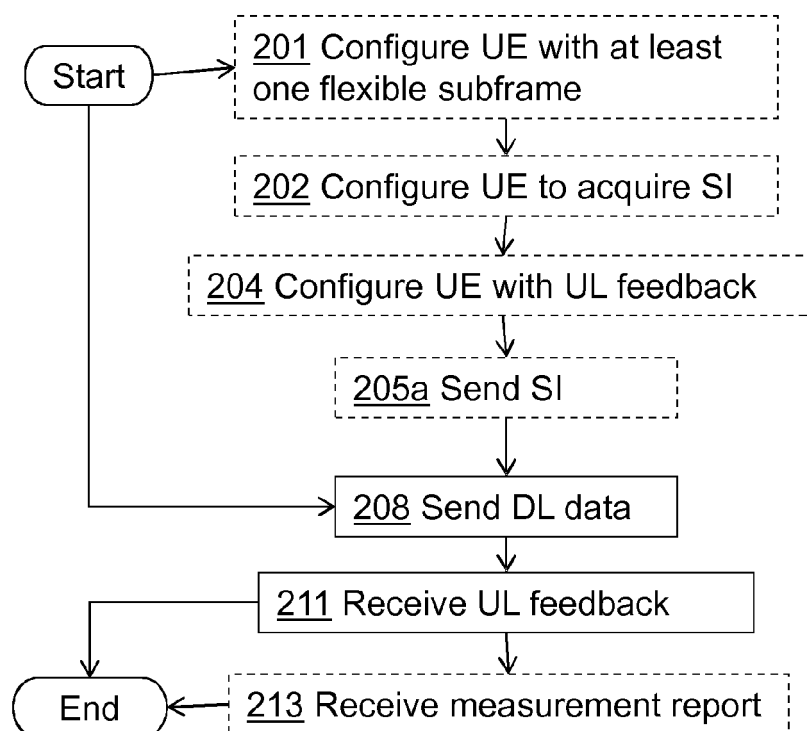 Start
201 Configure UE with at least
one flexible subframe
202 Configure UE to acquire SI
204 Configure UE with UL feedback
205a Send SI
208 Send DL data
211 Receive UL feedback
213 Receive measurement report
End